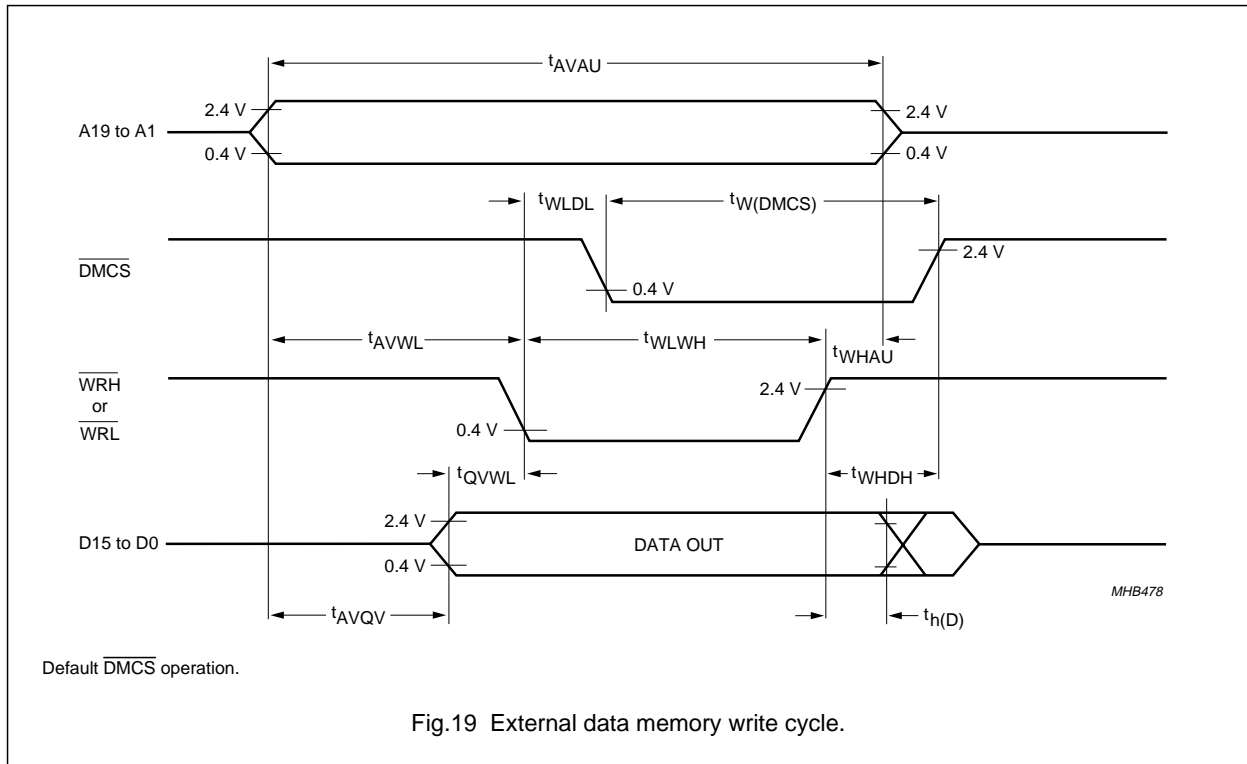 tAVAU
2.4 V
2.4 V
A19 to A1
0.4 V
0.4 V
tWLDL
tW(DMCS)
DMCS
2.4 V
0.4 V
tAVWL
tWLWH
tWHAU
WRH
or
WRL
2.4 V
0.4 V
tQVWL
tWHDH
2.4 V
D15 to D0
DATA OUT
0.4 V
MHB478
tAVQV
th(D)
Default DMCS operation.
Fig.19 External data memory write cycle.